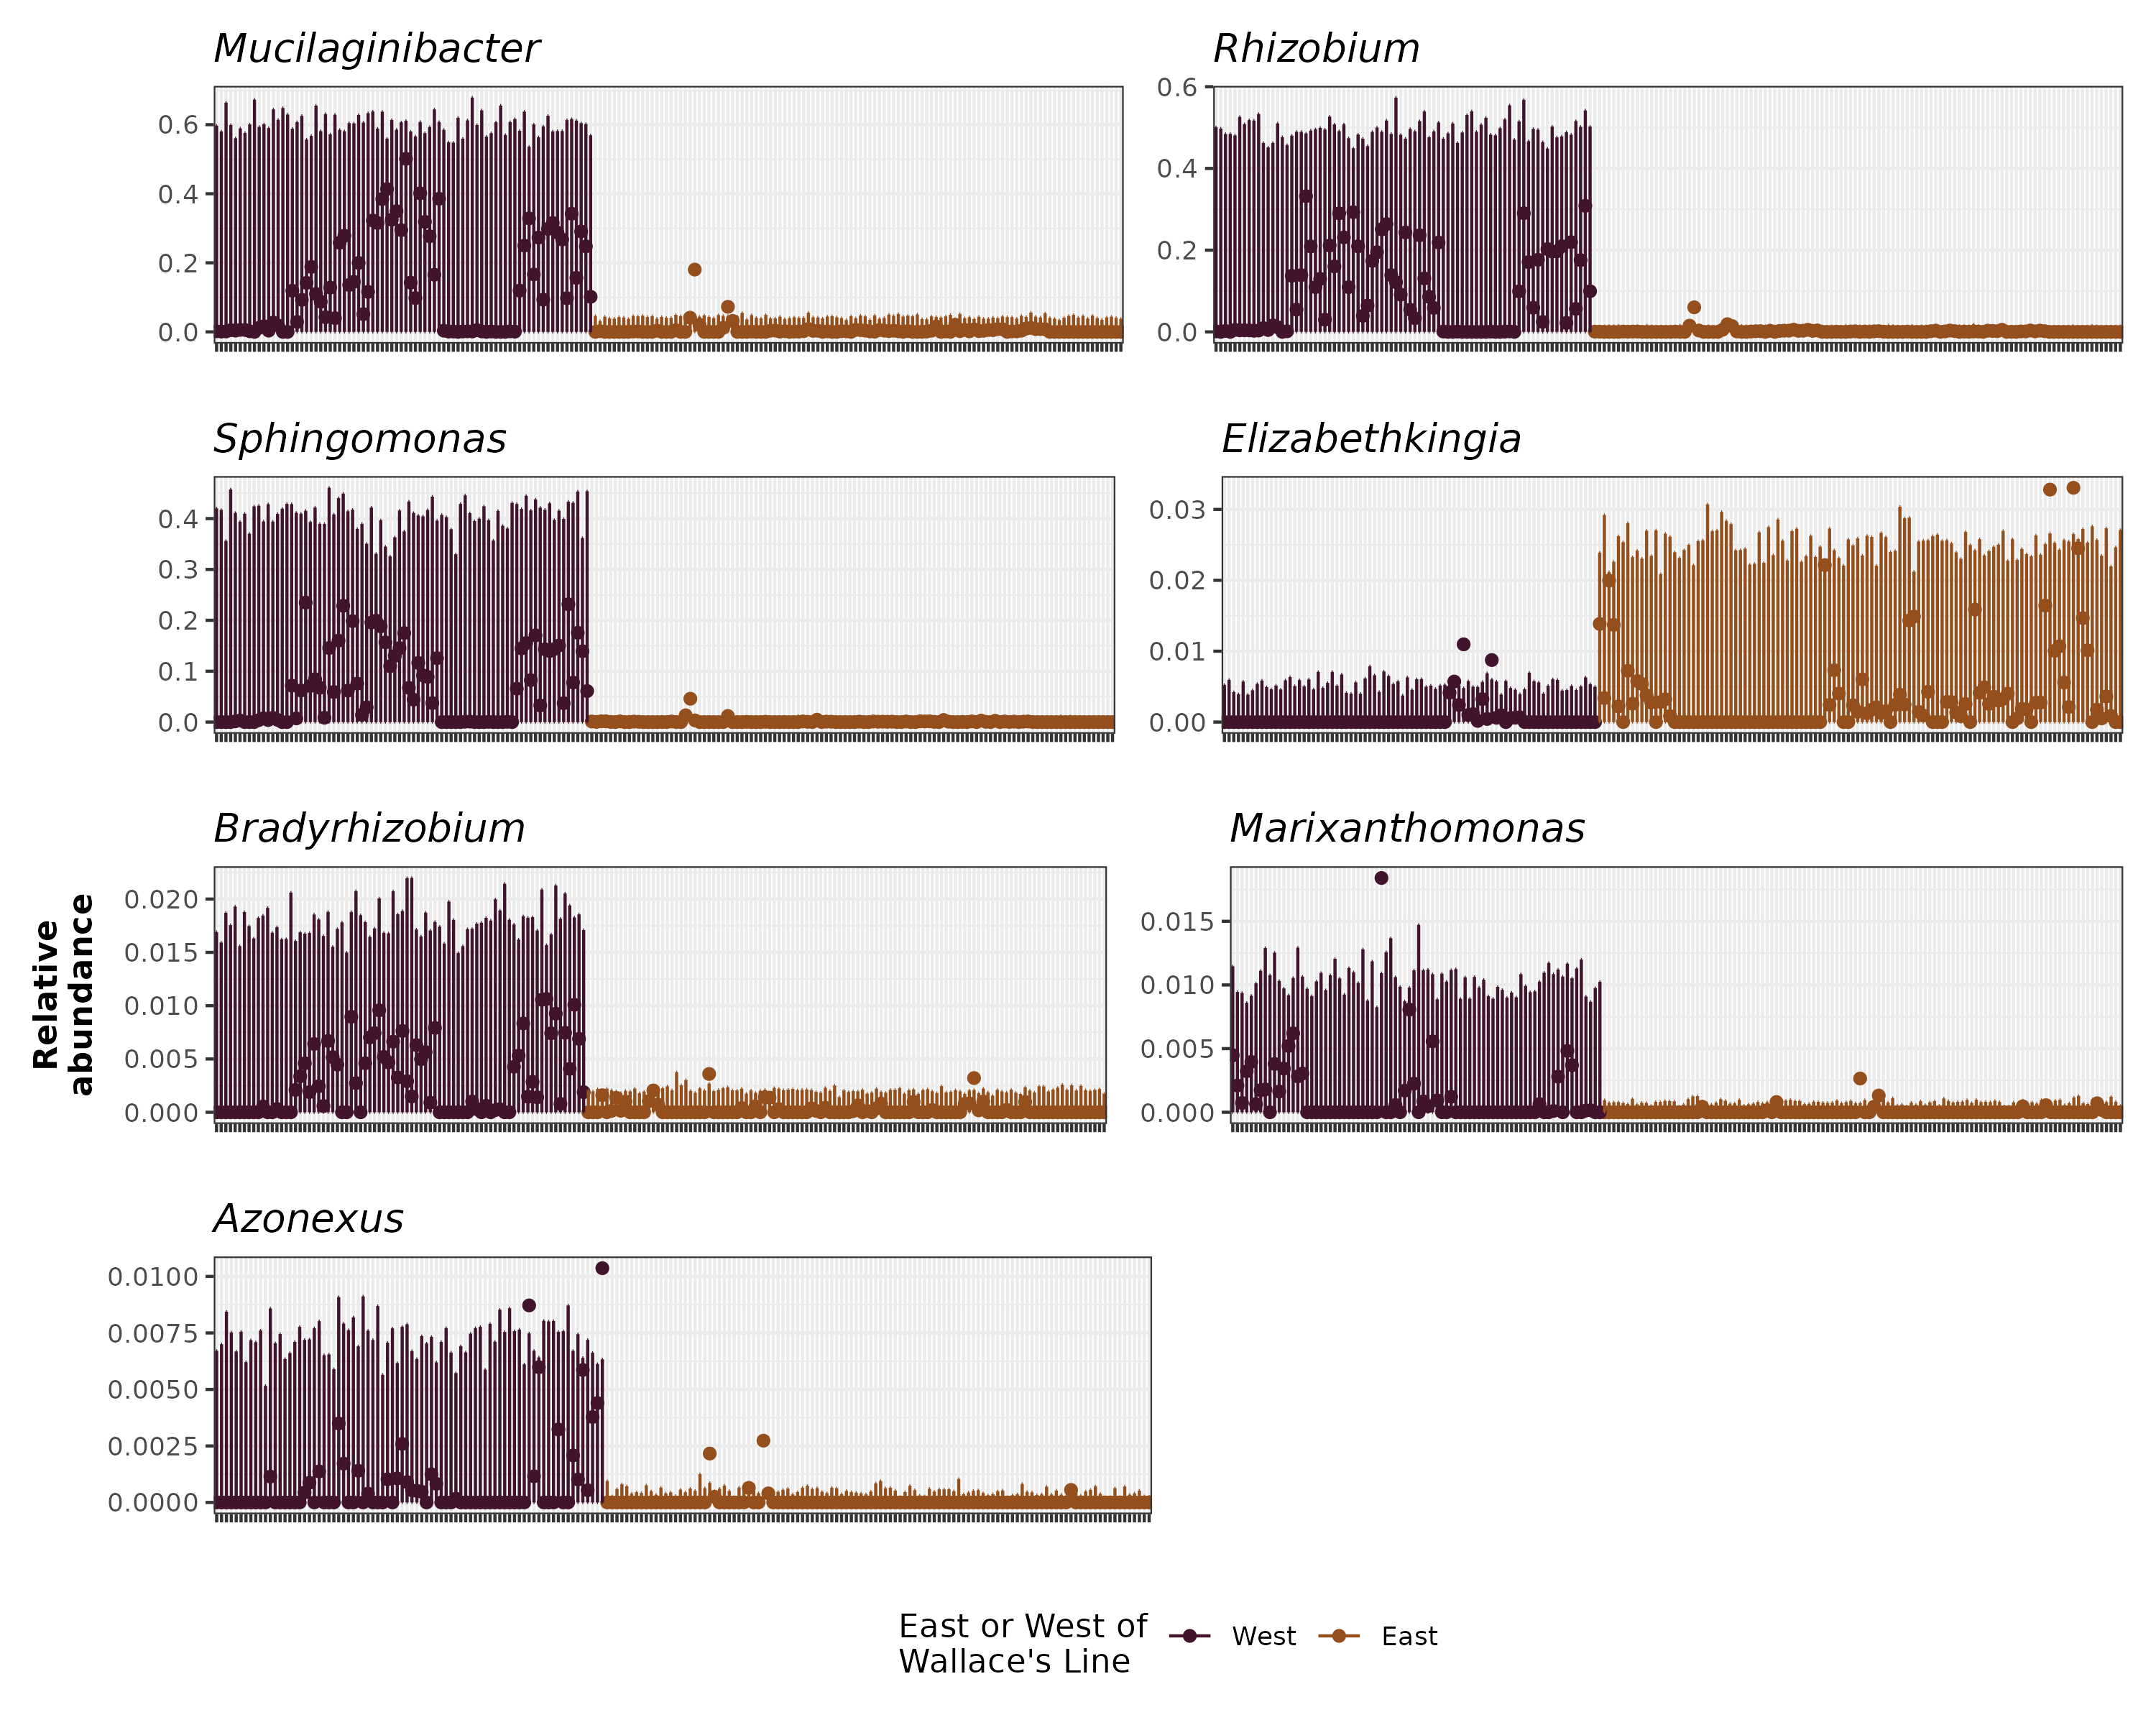 Mucilaginibacter
0.6
0.4
0.2
0.0
Rhizobium
0.6
0.4
0.2
0.0
Sphingomonas
0.4
0.3
0.2
0.1
0.0
Elizabethkingia
0.03
0.02
0.01
0.00
Bradyrhizobium
0.020
0.015
0.010
0.005
0.000
Marixanthomonas
0.015
0.010
0.005
0.000
Azonexus
0.0100
0.0075
0.0050
0.0025
0.0000
Relative
abundance
East or West of
Wallace's Line
West
East